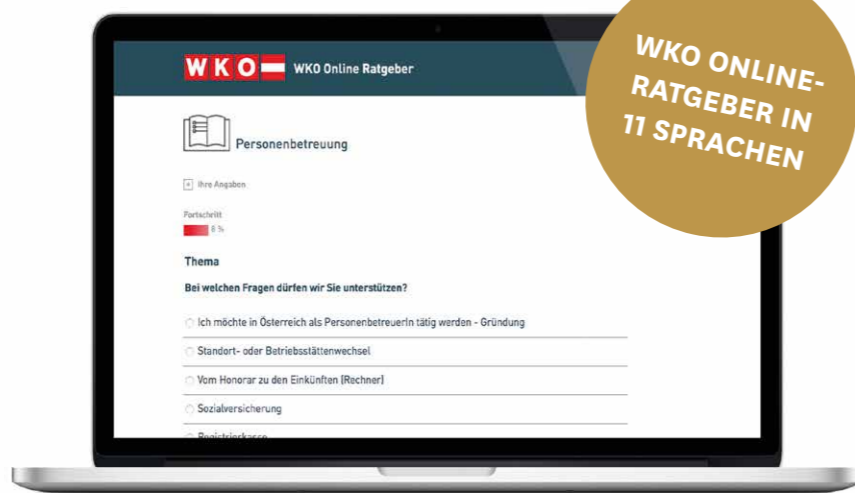 WKO WKO Online Ratgeber
WKO ONLINE-
RATGEBER IN
11 SPRACHEN
Personenbetreuung
Ihre Angaben
Fortschritt
8 %
Thema
Bei welchen Fragen dürfen wir Sie unterstützen?
Ich möchte in Österreich als PersonenbetreuerIn tätig werden - Gründung
Standort- oder Betriebsstättenwechsel
Vom Honorar zu den Einkünften (Rechner)
Sozialversicherung
Registrierkasse